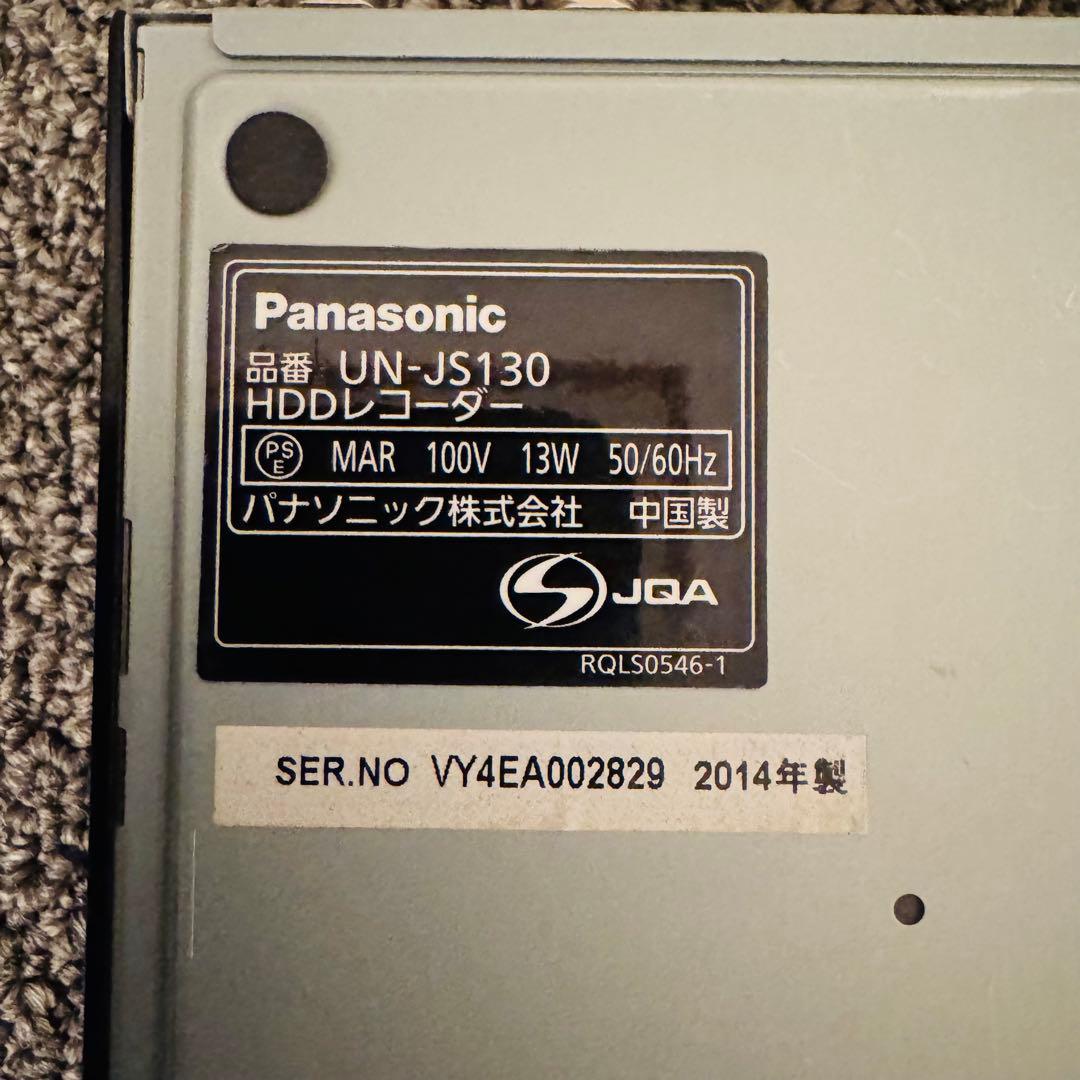 Panasonic
品番 UN-JS130
HDDレコーダー
PS E MAR 100V 13W 50/60Hz
パナソニック株式会社 中国製
JQA
RQLS0546-1
SER.NO VY4EA002829 2014年製